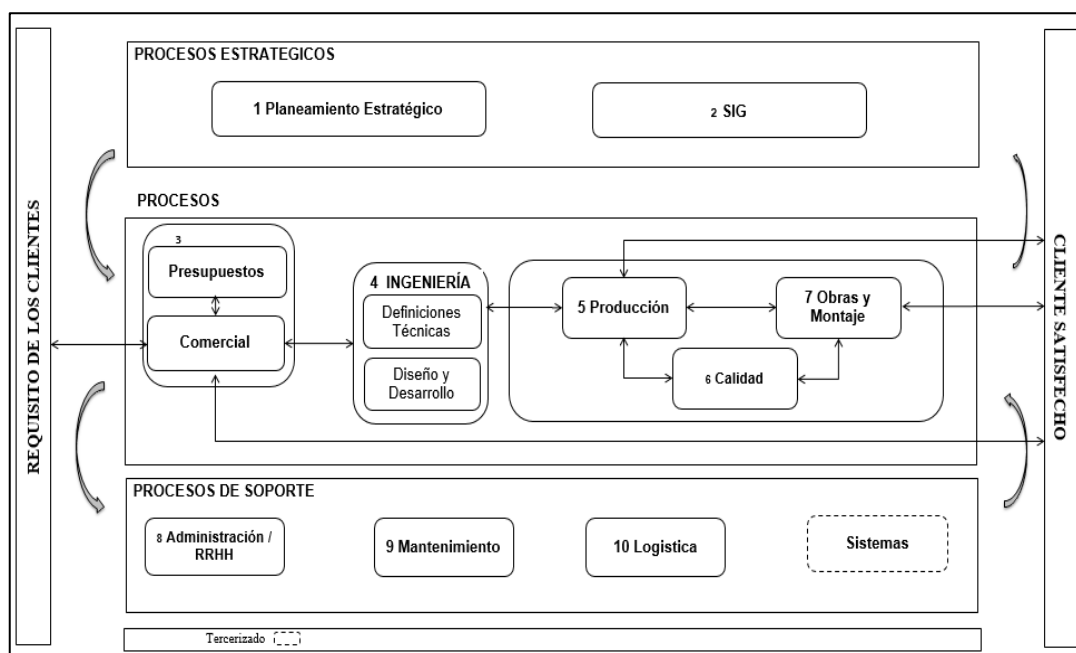 REQUISITO DE LOS CLIENTES
PROCESOS ESTRATEGICOS
1 Planeamiento Estratégico
2 SIG
PROCESOS
3
Presupuestos
Comercial
4 INGENIERÍA
Definiciones
Técnicas
Diseño y
Desarrollo
5 Producción
7 Obras y
Montaje
6 Calidad
PROCESOS DE SOPORTE
8 Administración /
RRHH
9 Mantenimiento
10 Logistica
Sistemas
Tercerizado
CLIENTE SATISFECHO